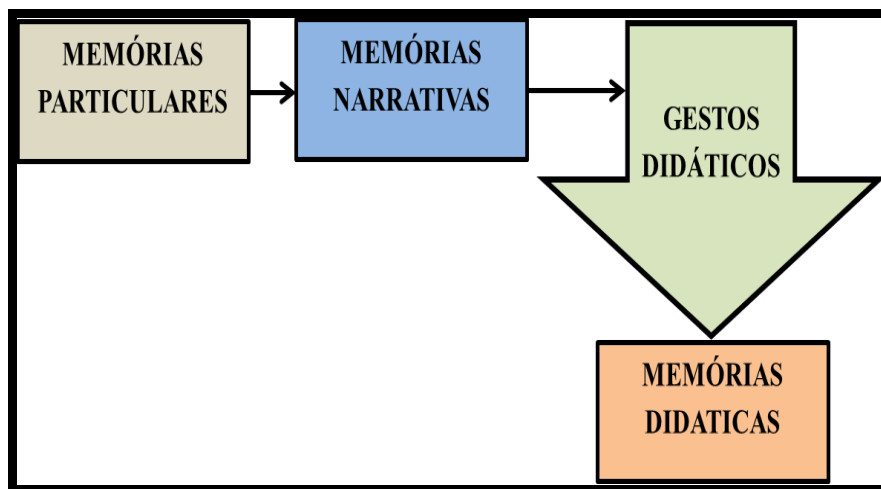 MEMÓRIAS
PARTICULARES
MEMÓRIAS
NARRATIVAS
GESTOS
DIDÁTICOS
MEMÓRIAS
DIDATICAS